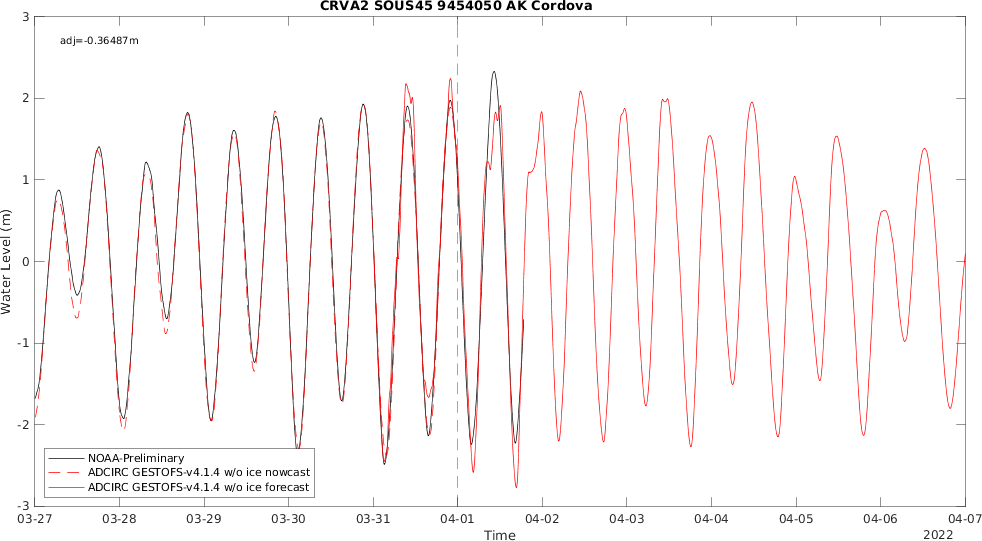 CRVA2 SOUS45 9454050 AK Cordova
adj=-0.36487m
3
2
1
0
-1
-2
-3
Water Level (m)
NOAA-Preliminary
ADCIRC GESTOFS-v4.1.4 w/o ice nowcast
ADCIRC GESTOFS-v4.1.4 w/o ice forecast
03-27 03-28 03-29 03-30 03-31 04-01 04-02 04-03 04-04 04-05 04-06 04-07
Time
2022